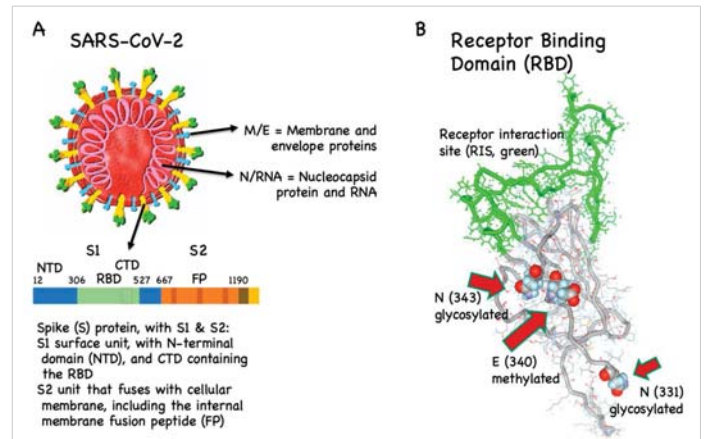 A
SARS-CoV-2
M/E = Membrane and
envelope proteins
N/RNA = Nucleocapsid
protein and RNA
S1
S2
NTD
CTD
12
306
RBD
527
667
FP
1190
Spike (S) protein, with S1 & S2:
S1 surface unit, with N-terminal
domain (NTD), and CTD containing
the RBD
S2 unit that fuses with cellular
membrane, including the internal
membrane fusion peptide (FP)
B
Receptor Binding
Domain (RBD)
Receptor interaction
site (RIS, green)
N (343)
glycosylated
E (340)
methylated
N (331)
glycosylated